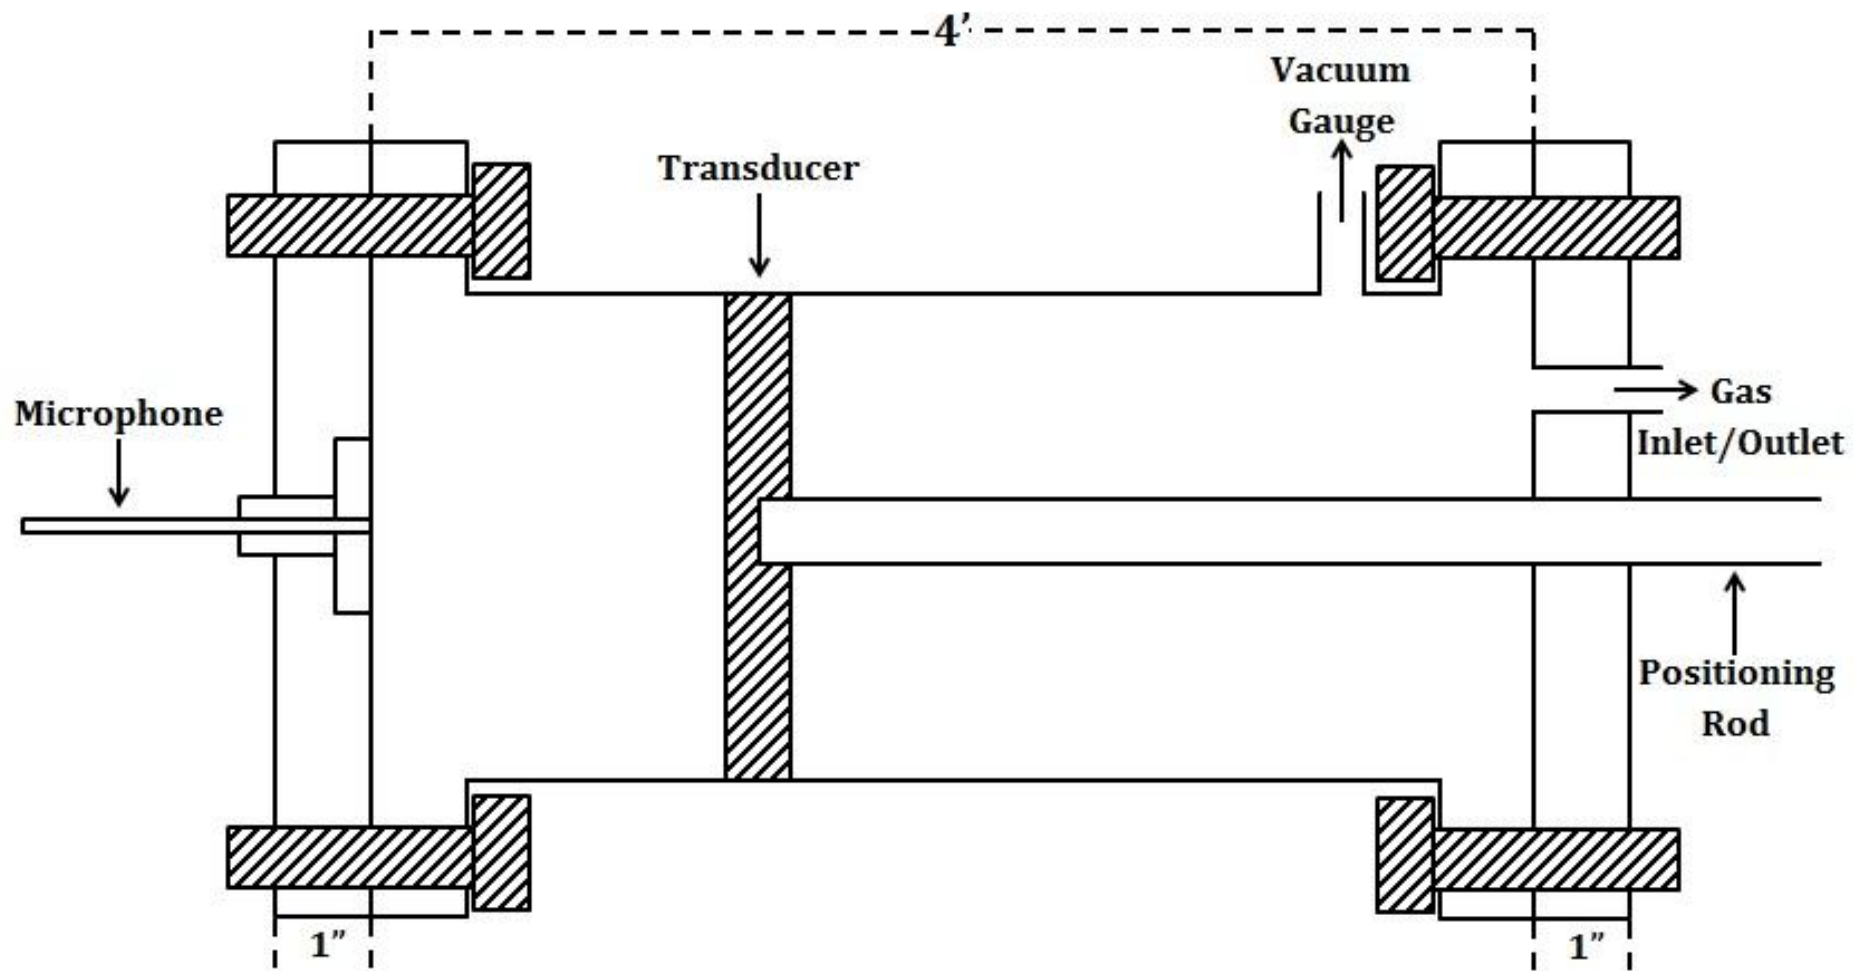 4’
Vacuum
Gauge
Transducer
Microphone
Gas
Inlet/Outlet
Positioning
Rod
1”
1”